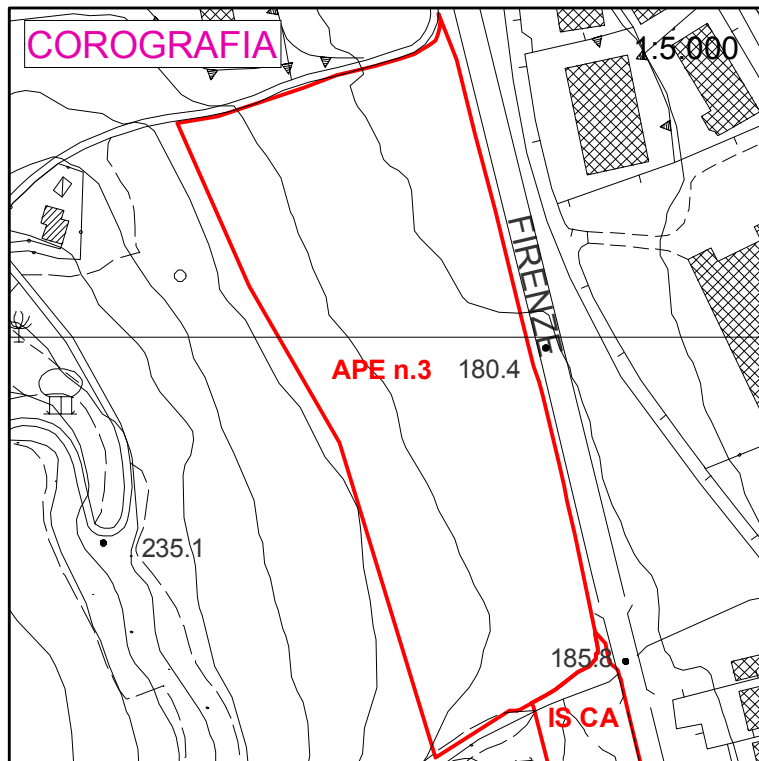 COROGRAFIA
1:5.000
FIRENZE
APE n.3
180.4
235.1
185.8
IS CA